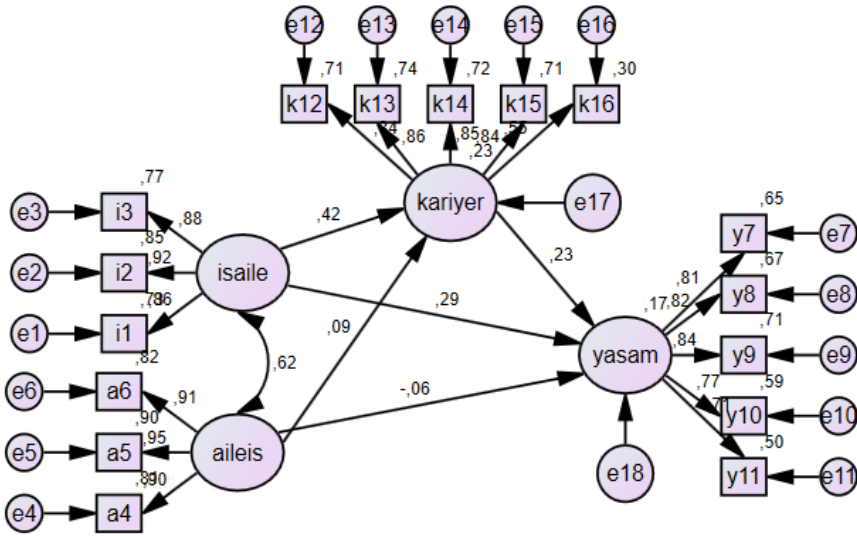 e12 e13 e14 e15 e16
,71 ,74 ,72 ,71 ,30
k12 k13 k14 k15 k16
,86 ,85 ,84
,23
kariyer
e17
,77
e3 i3
,88
,42
,85
e2 i2 ,92
isaile
,23
,29
e1 i1
,09
,62
,82
e6 a6
,91
,90
e5 a5 ,95
aileis
-,06
e4 a4
,65
y7 e7
,81
,67
,17 ,82
y8 e8
,71
yasam ,84 y9 e9
,77 ,59
y10 e10
,50
y11 e11
e18